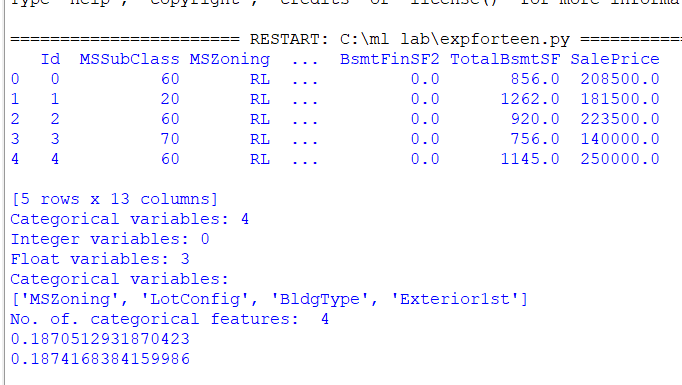 Type "help", "copyright", "credits" or "license()" for more informa
======================= RESTART: C:\ml lab\expforteen.py ===========
   Id  MSSubClass MSZoning  ...  BsmtFinSF2 TotalBsmtSF SalePrice
0   0          60       RL  ...         0.0       856.0  208500.0
1   1          20       RL  ...         0.0      1262.0  181500.0
2   2          60       RL  ...         0.0       920.0  223500.0
3   3          70       RL  ...         0.0       756.0  140000.0
4   4          60       RL  ...         0.0      1145.0  250000.0
[5 rows x 13 columns]
Categorical variables: 4
Integer variables: 0
Float variables: 3
Categorical variables:
['MSZoning', 'LotConfig', 'BldgType', 'Exterior1st']
No. of. categorical features:  4
0.1870512931870423
0.1874168384159986